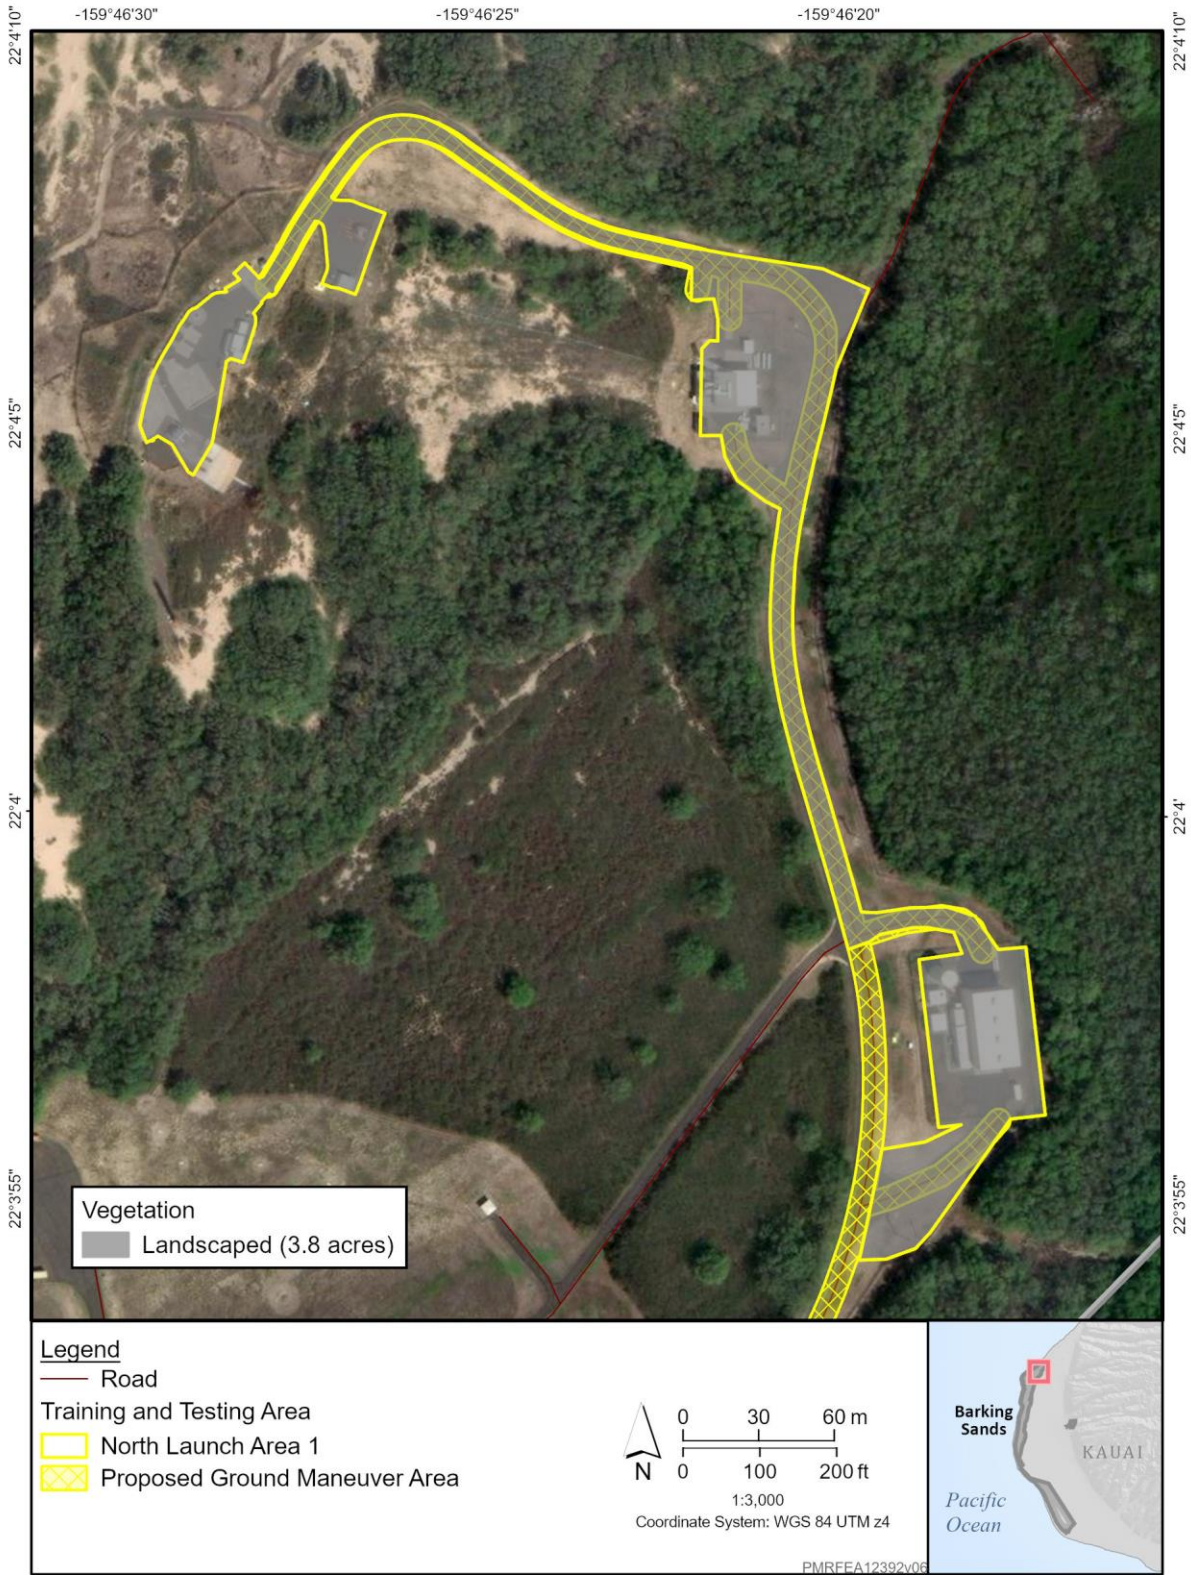 -159°46'30"
-159°46'25"
-159°46'20"
22°4'10"
22°4'10"
22°4'5"
22°4'5"
22°4'
22°4'
22°3'55"
22°3'55"
Vegetation
Landscaped (3.8 acres)
Legend
Road
Training and Testing Area
North Launch Area 1
Proposed Ground Maneuver Area
N
0 30 60 m
0 100 200 ft
1:3,000
Coordinate System: WGS 84 UTM z4
PMRFEA12392v06
Barking
Sands
KAUAI
Pacific
Ocean